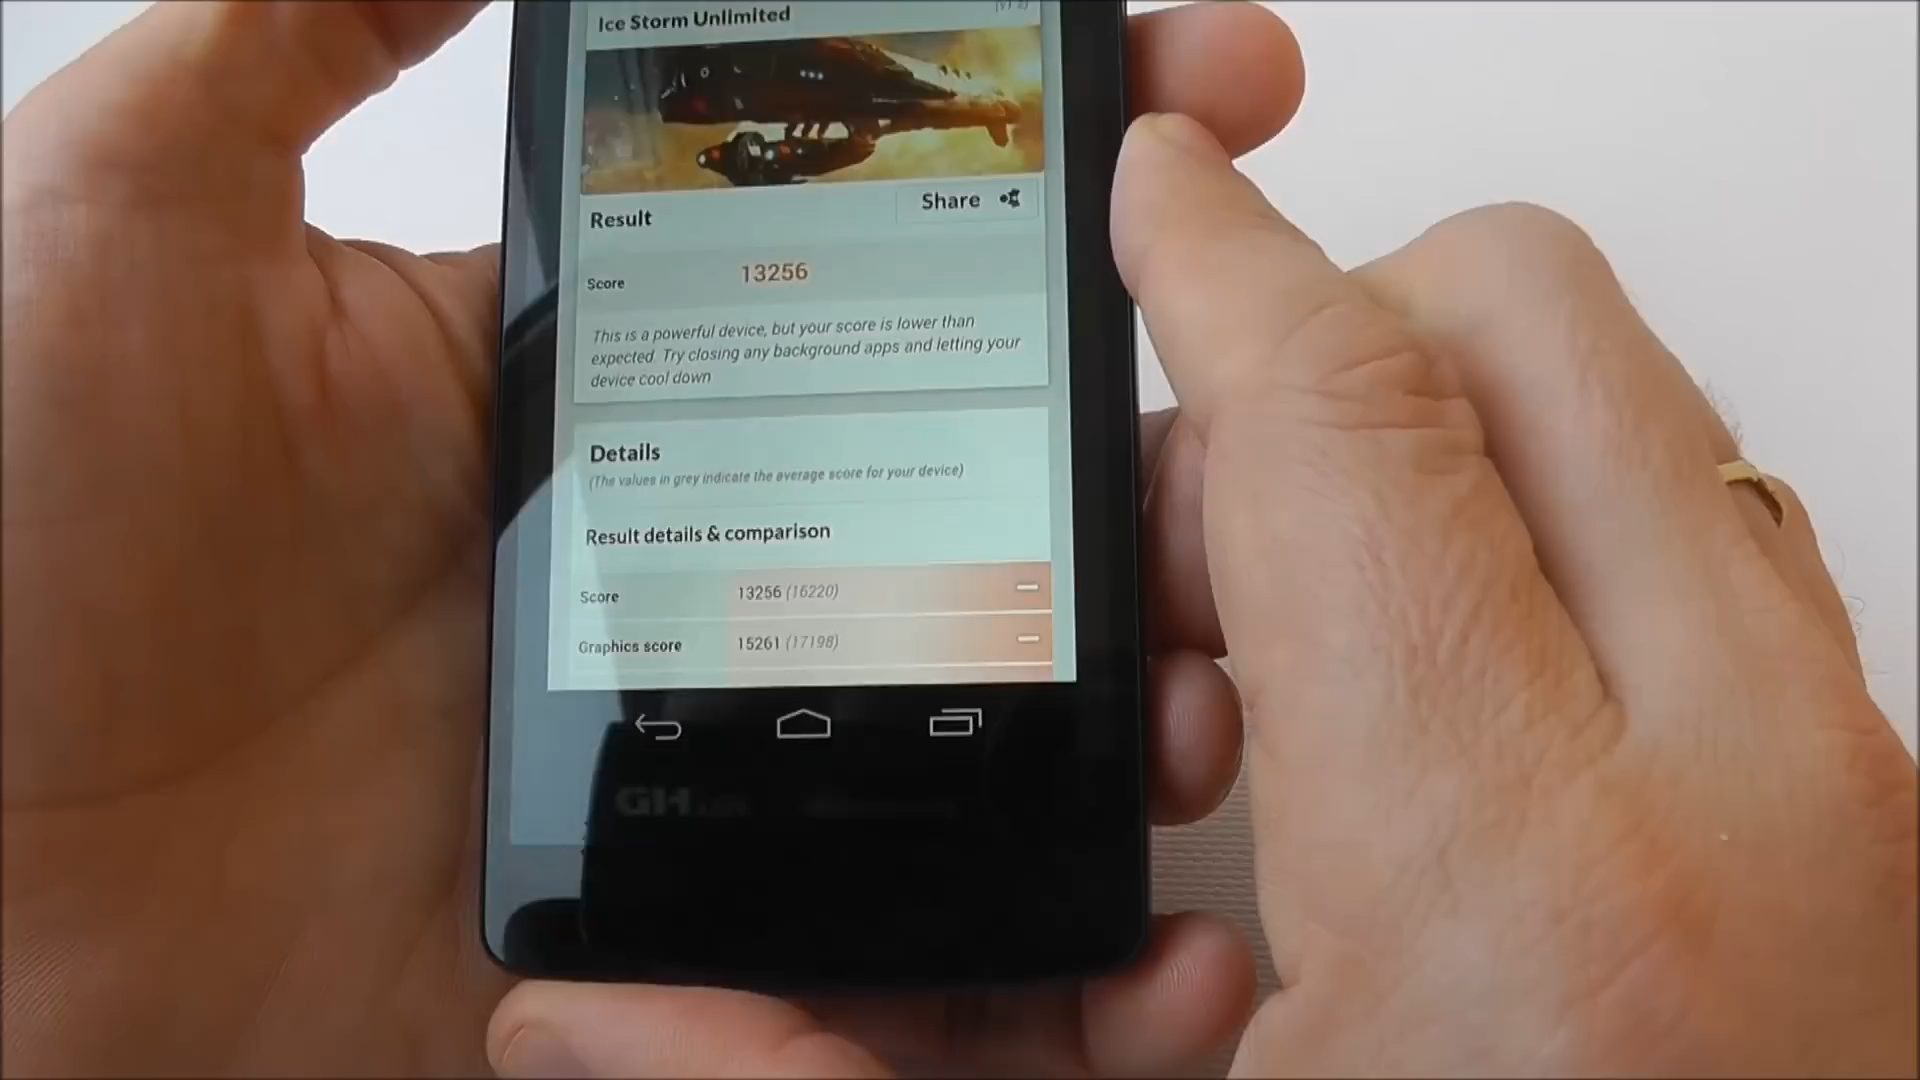 Ice Storm Unlimited
Result
Share
Score 13256
This is a powerful device, but your score is lower than
expected. Try closing any background apps and letting your
device cool down
Details
(The values in grey indicate the average score for your device)
Result details & comparison
Score 13256 (16220)
Graphics score 15261 (17198)